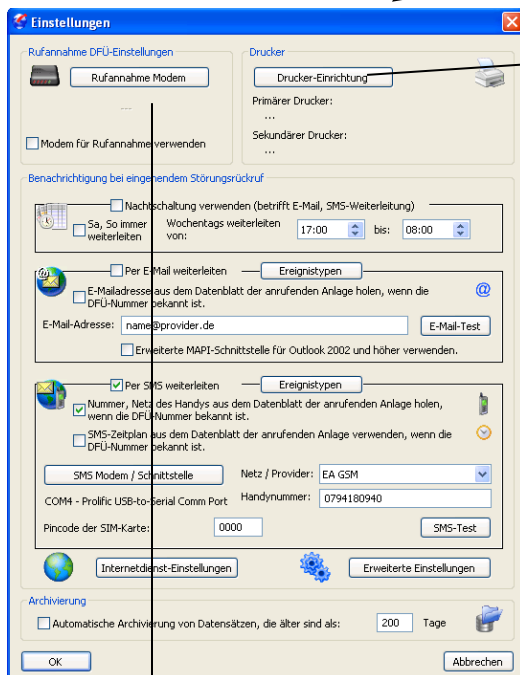 Einstellungen
Rufannahme DFÜ-Einstellungen
Rufannahme Modem
---
Modem für Rufannahme verwenden
Drucker
Drucker-Einrichtung
Primärer Drucker:
...
Sekundärer Drucker:
...
Benachrichtigung bei eingehendem Störungsrückruf
Nachtschaltung verwenden (betrifft E-Mail, SMS-Weiterleitung)
Sa, So immer weiterleiten
Wochentags weiterleiten von:
17:00
bis:
08:00
Per E-Mail weiterleiten
Ereignistypen
E-Mailadresse aus dem Datenblatt der anrufenden Anlage holen, wenn die
DFÜ-Nummer bekannt ist.
E-Mail-Adresse:
name@provider.de
E-Mail-Test
Erweiterte MAPI-Schnittstelle für Outlook 2002 und höher verwenden.
Per SMS weiterleiten
Ereignistypen
Nummer, Netz des Handys aus dem Datenblatt der anrufenden Anlage holen,
wenn die DFÜ-Nummer bekannt ist.
SMS-Zeitplan aus dem Datenblatt der anrufenden Anlage verwenden, wenn die
DFÜ-Nummer bekannt ist.
SMS Modem / Schnittstelle
Netz / Provider:
EA GSM
COM4 - Prolific USB-to-Serial Comm Port
Handynummer:
0794180940
Pincode der SIM-Karte:
0000
SMS-Test
Internetdienst-Einstellungen
Erweiterte Einstellungen
Archivierung
Automatische Archivierung von Datensätzen, die älter sind als:
200
Tage
OK
Abbrechen